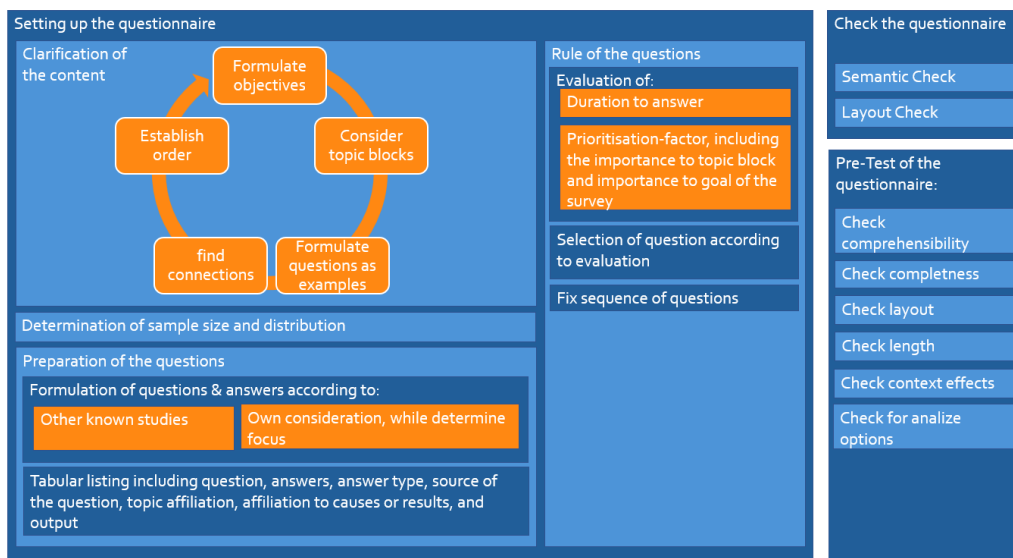 Setting up the questionnaire
Clarification of
the content
Formulate
objectives
Consider
topic blocks
Formulate
questions as
examples
find
connections
Establish
order
Determination of sample size and distribution
Preparation of the questions
Formulation of questions & answers according to:
Other known studies
Own consideration, while determine
focus
Tabular listing including question, answers, answer type, source of
the question, topic affiliation, affiliation to causes or results, and
output
Rule of the questions
Evaluation of:
Duration to answer
Prioritisation-factor, including
the importance to topic block
and importance to goal of the
survey
Selection of question according
to evaluation
Fix sequence of questions
Check the questionnaire
Semantic Check
Layout Check
Pre-Test of the
questionnaire:
Check
comprehensibility
Check completness
Check layout
Check length
Check context effects
Check for analize
options